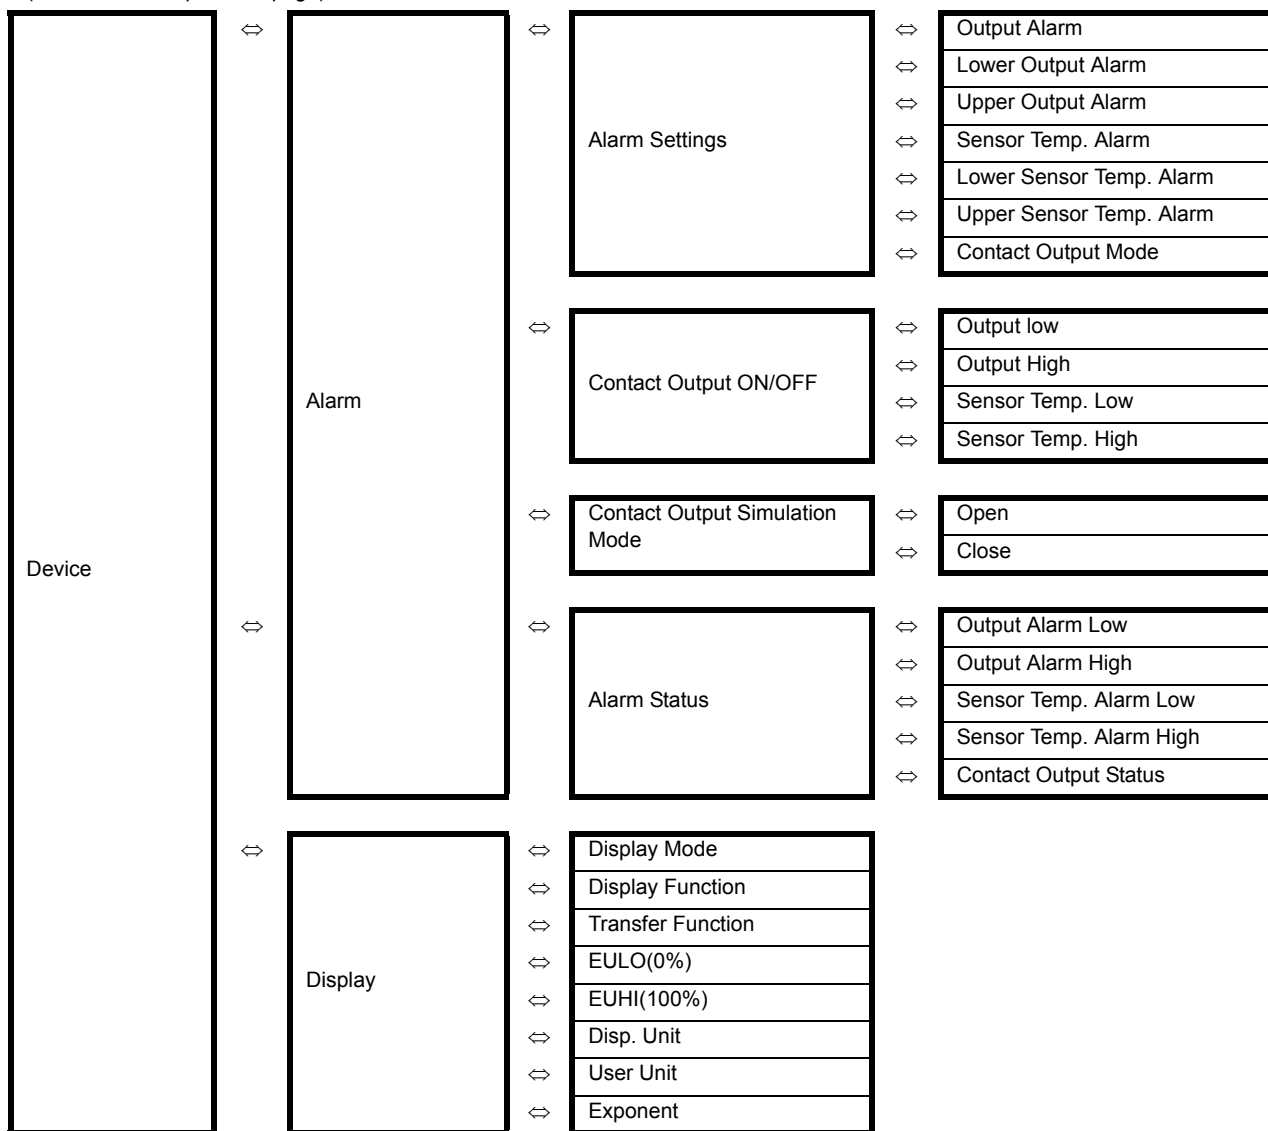 Device
Alarm
Alarm Settings
Output Alarm
Lower Output Alarm
Upper Output Alarm
Sensor Temp. Alarm
Lower Sensor Temp. Alarm
Upper Sensor Temp. Alarm
Contact Output Mode
Contact Output ON/OFF
Output low
Output High
Sensor Temp. Low
Sensor Temp. High
Contact Output Simulation
Mode
Open
Close
Alarm Status
Output Alarm Low
Output Alarm High
Sensor Temp. Alarm Low
Sensor Temp. Alarm High
Contact Output Status
Display
Display Mode
Display Function
Transfer Function
EULO(0%)
EUHI(100%)
Disp. Unit
User Unit
Exponent